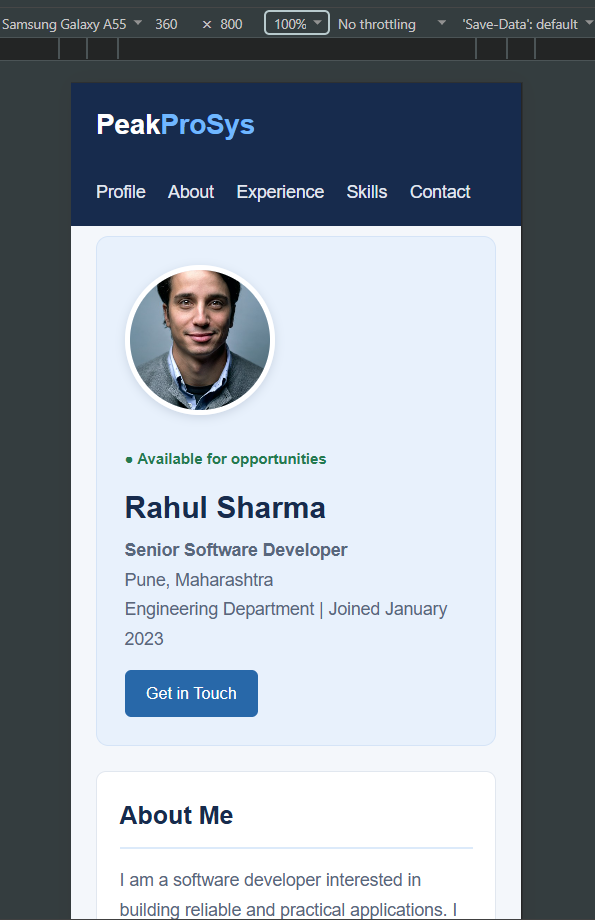 Samsung Galaxy A55 360 × 800 100% No throttling 'Save-Data': default
PeakProSys
Profile About Experience Skills Contact
● Available for opportunities
Rahul Sharma
Senior Software Developer
Pune, Maharashtra
Engineering Department | Joined January
2023
Get in Touch
About Me
I am a software developer interested in
building reliable and practical applications. I